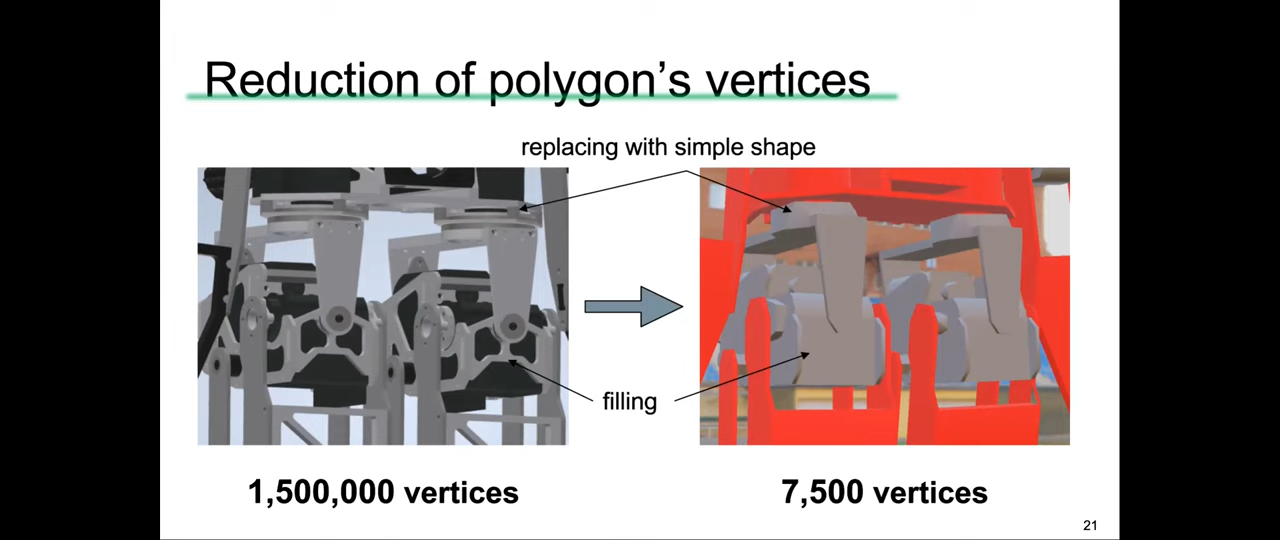 Reduction of polygon's vertices
replacing with simple shape
filling
1,500,000 vertices
7,500 vertices
21